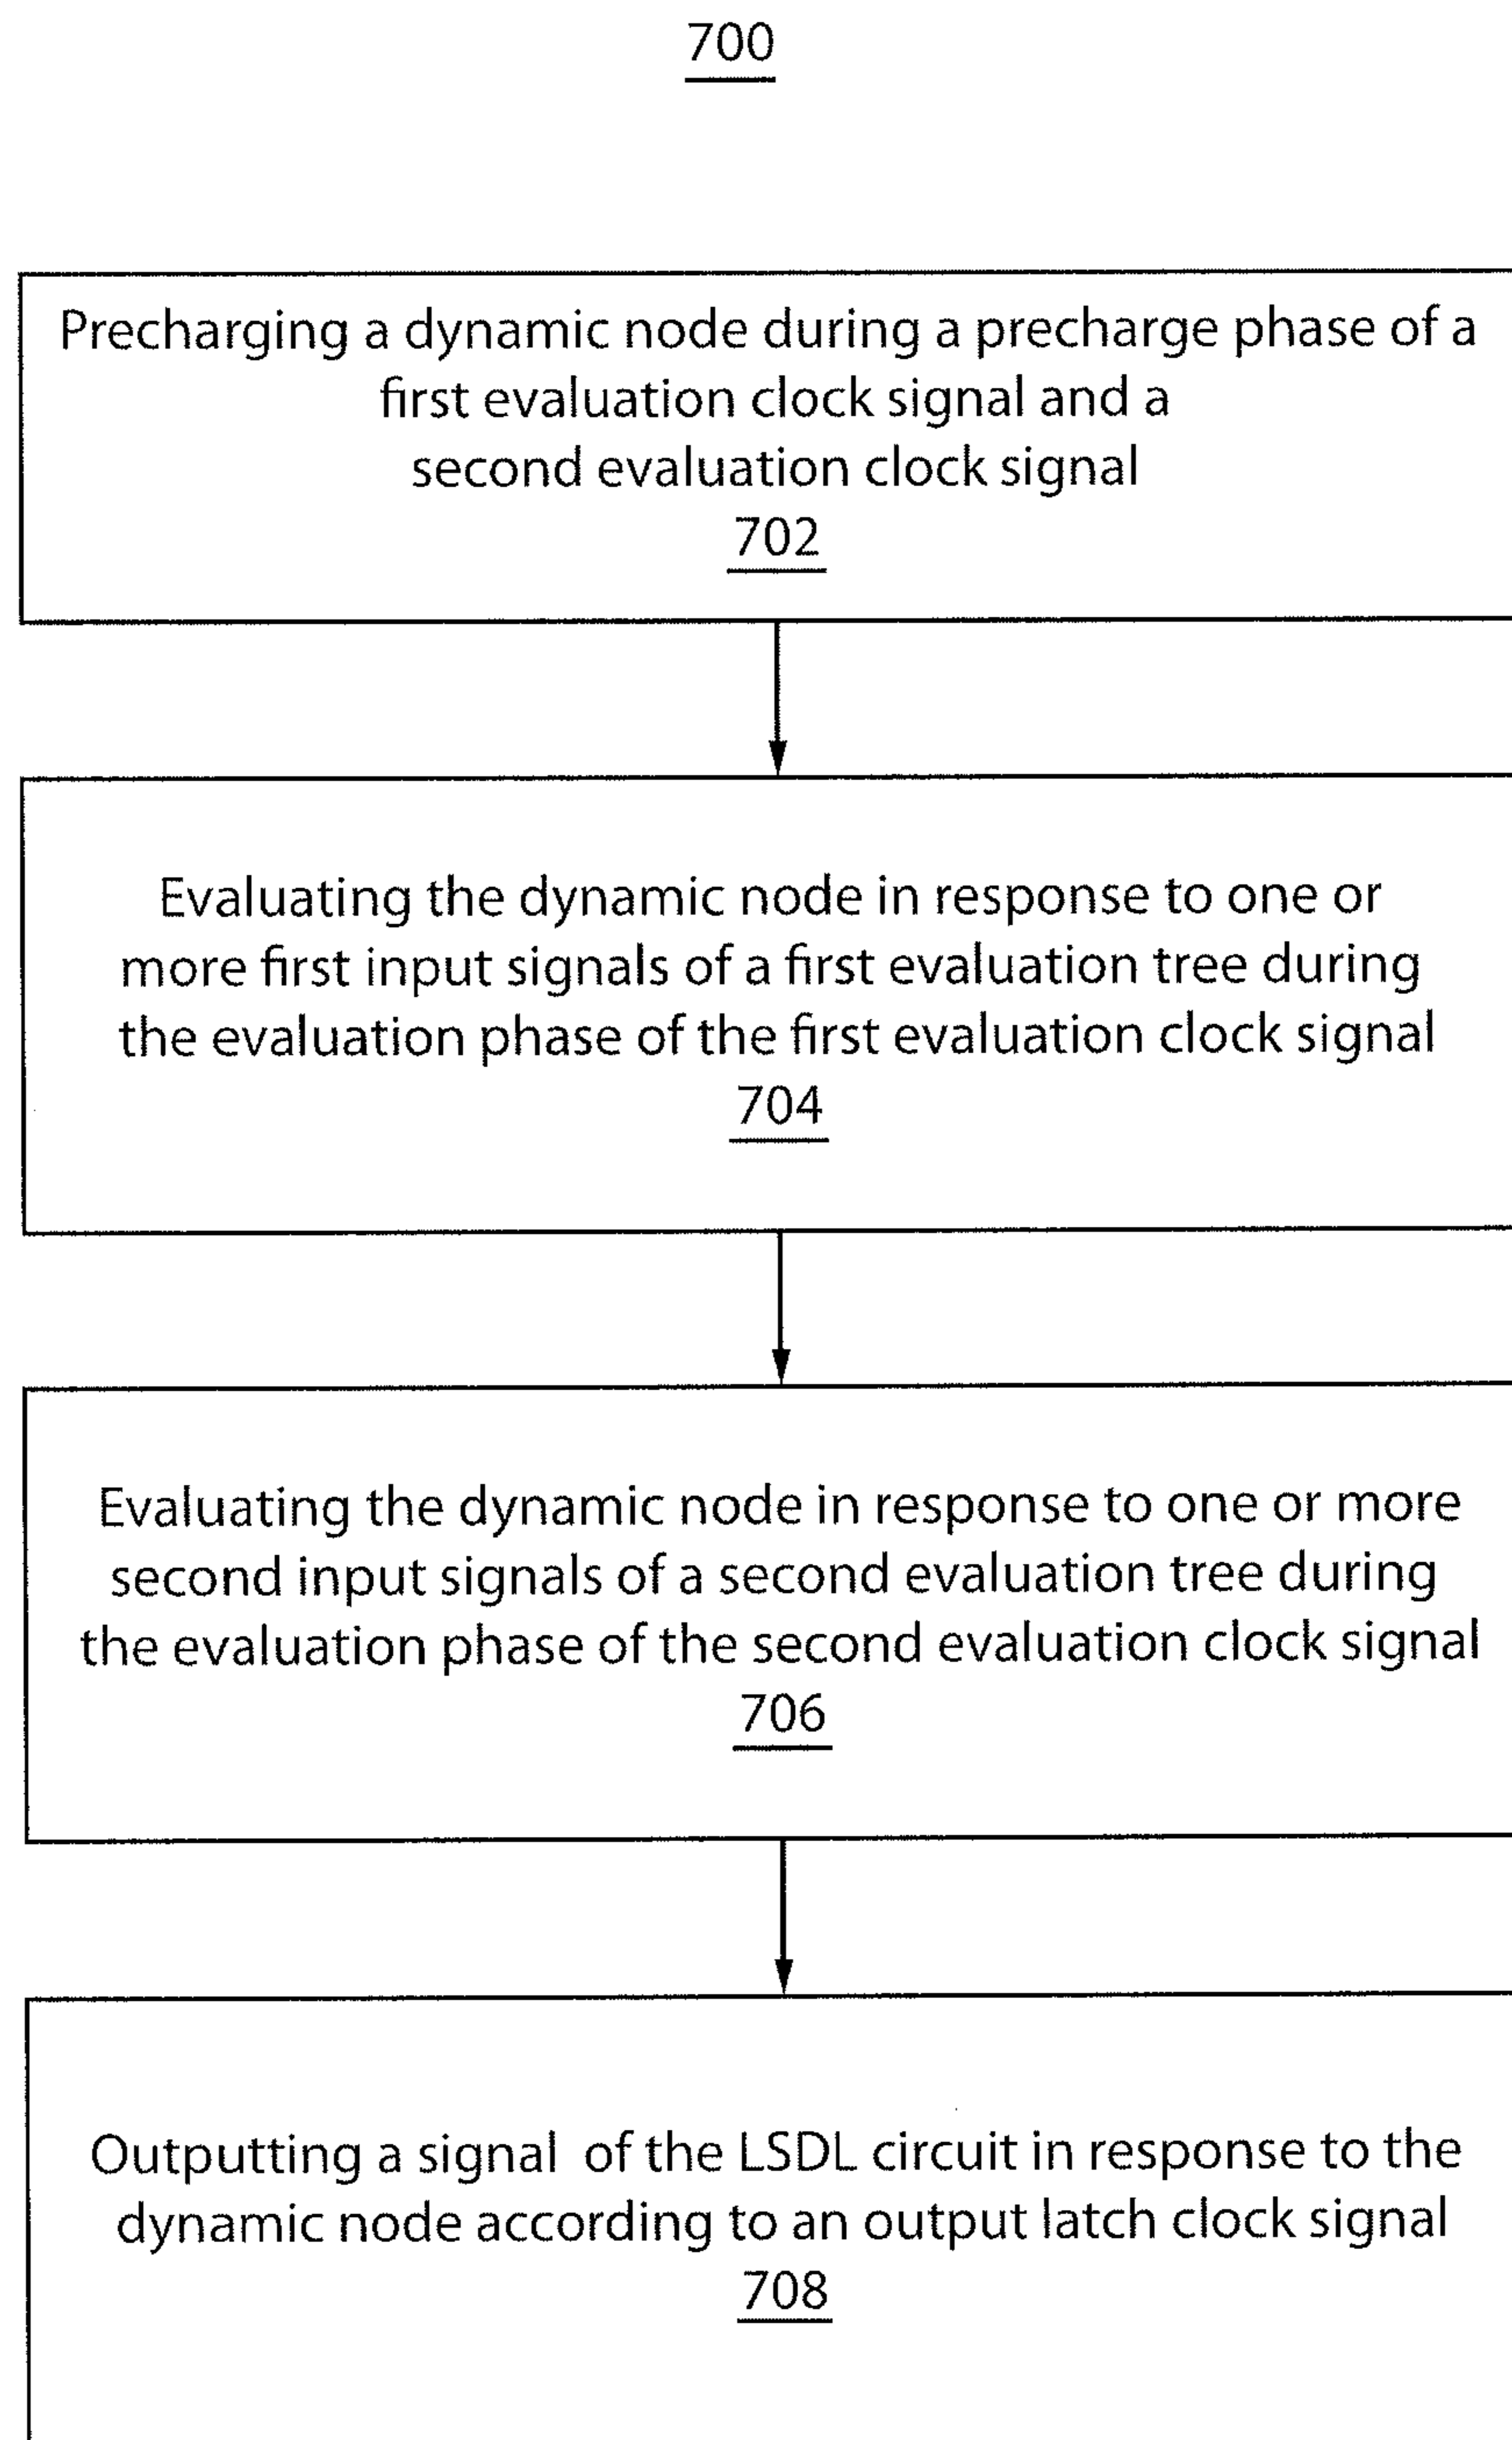 700
Precharging a dynamic node during a precharge phase of a
first evaluation clock signal and a
second evaluation clock signal
702
Evaluating the dynamic node in response to one or
more first input signals of a first evaluation tree during
the evaluation phase of the first evaluation clock signal
704
Evaluating the dynamic node in response to one or more
second input signals of a second evaluation tree during
the evaluation phase of the second evaluation clock signal
706
Outputting a signal of the LSDL circuit in response to the
dynamic node according to an output latch clock signal
708